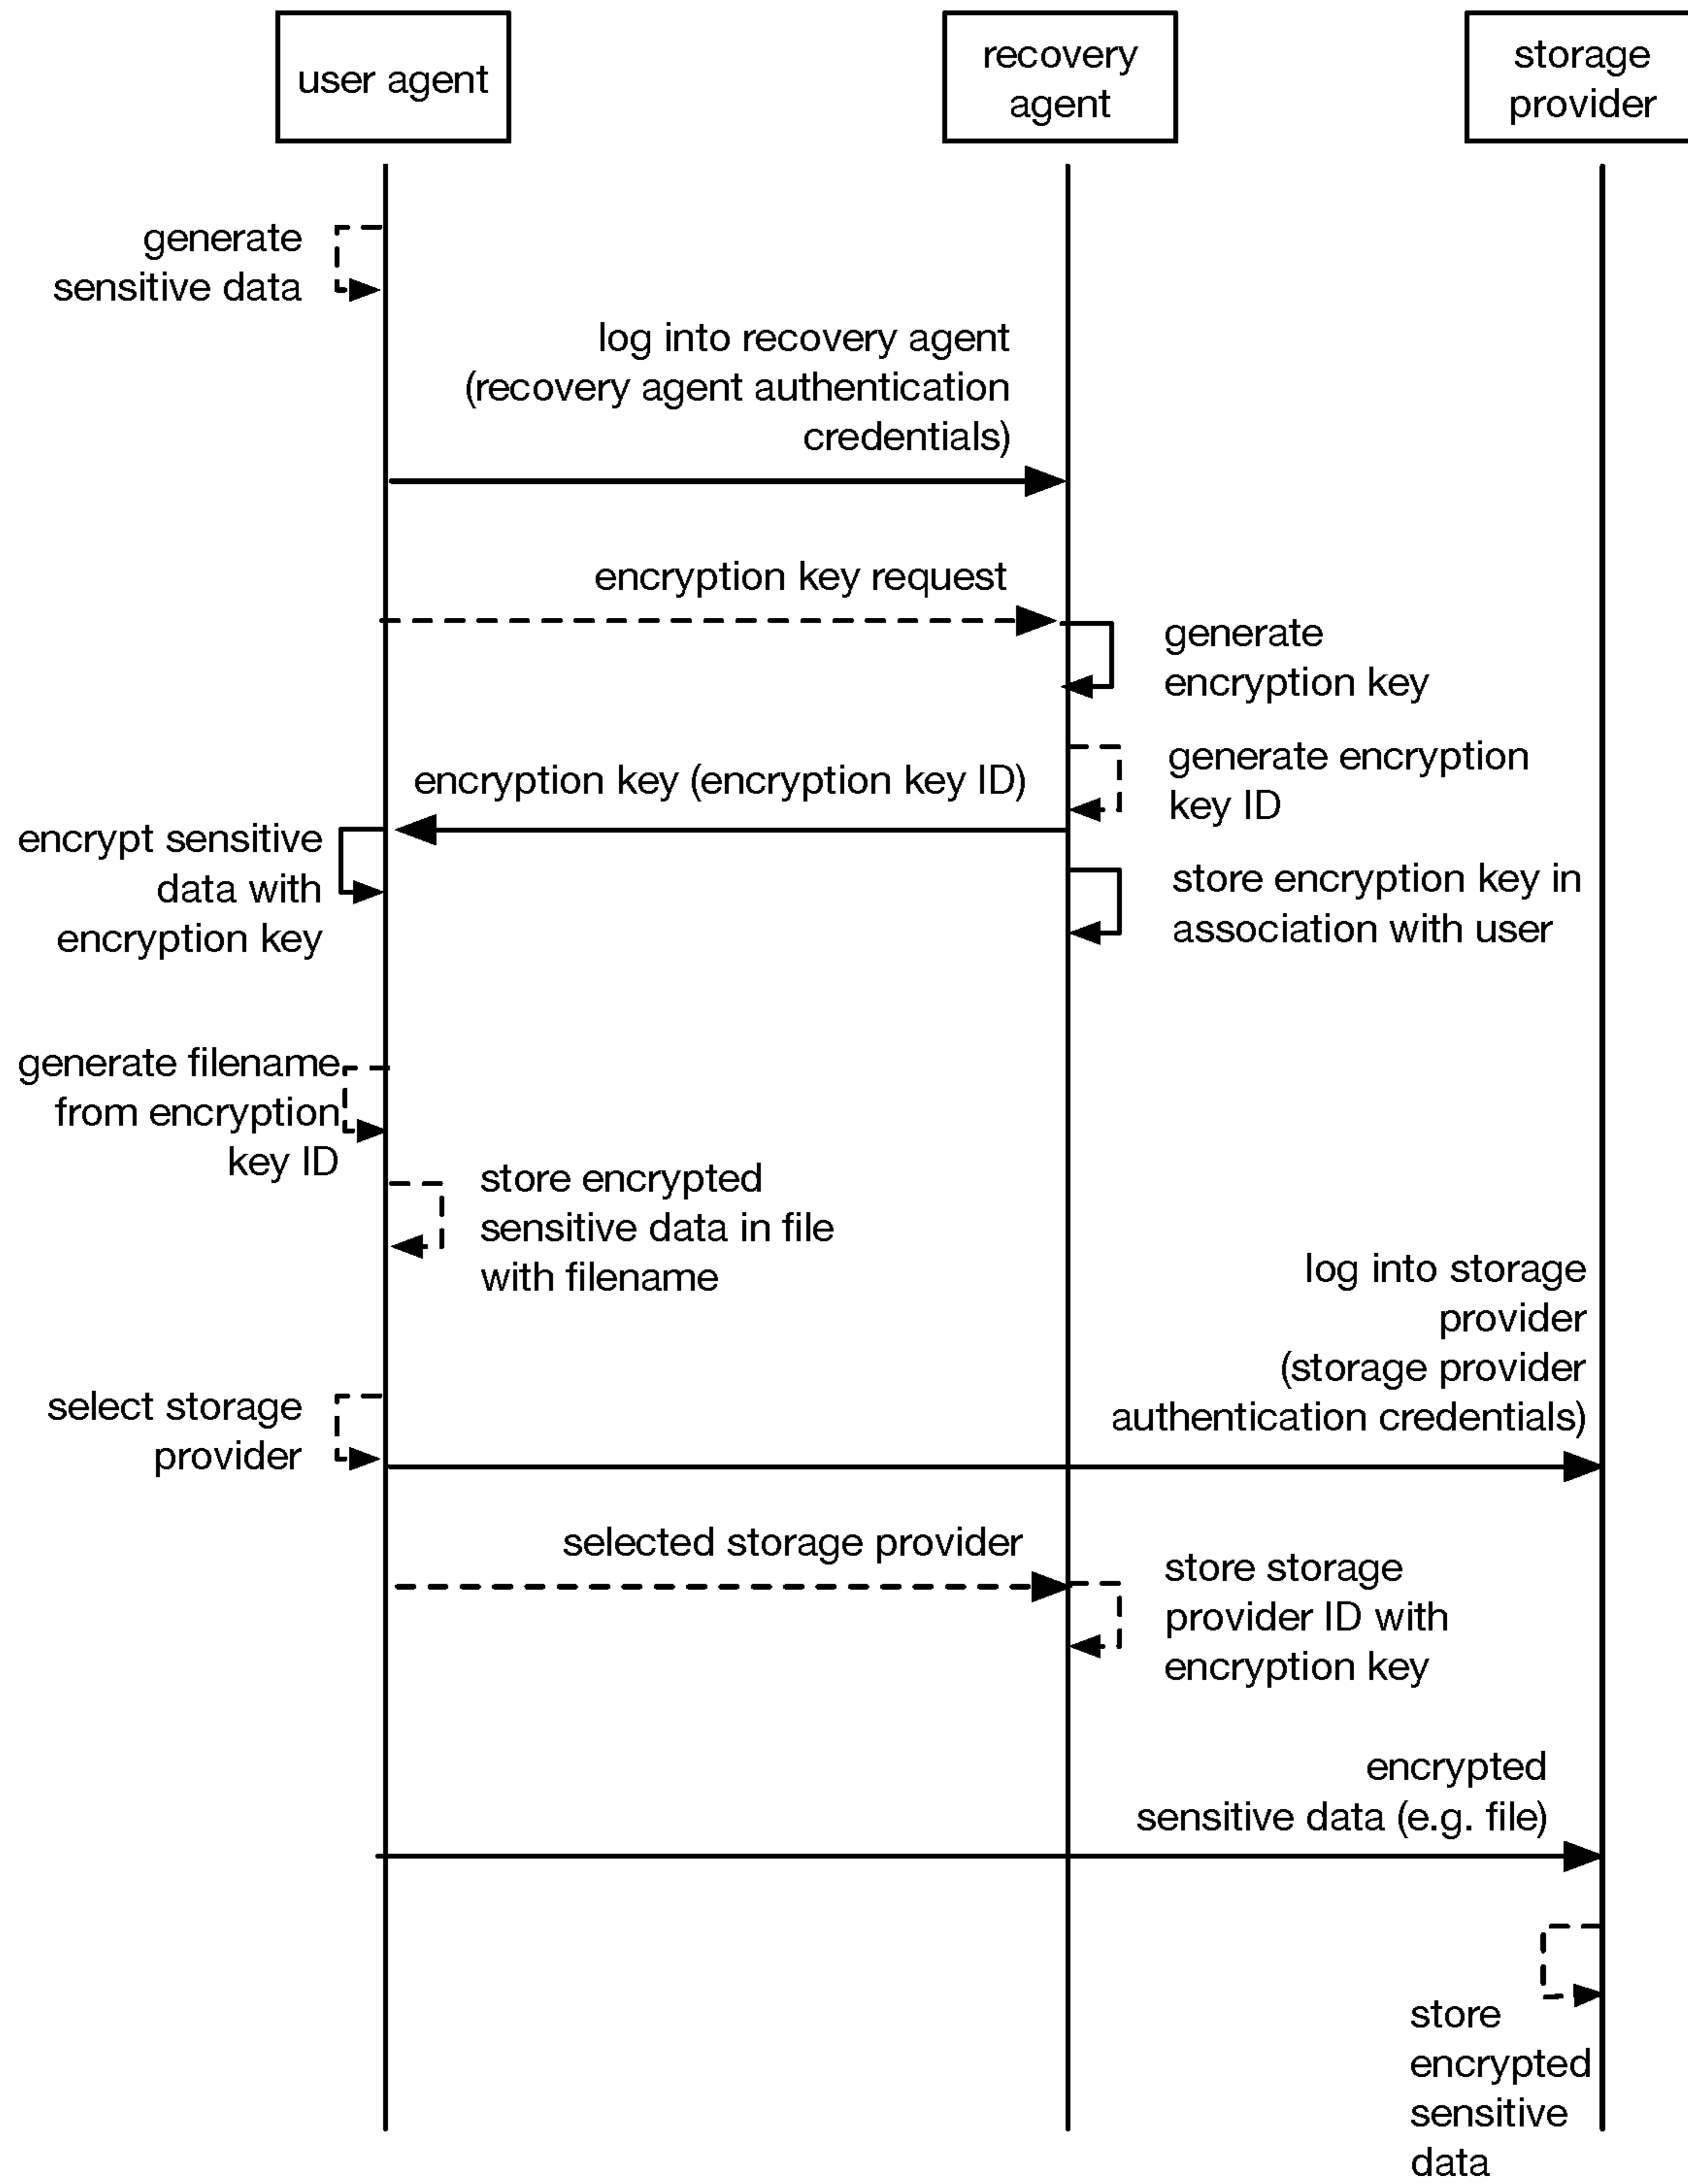 user agent
recovery
agent
storage
provider
generate
sensitive data
log into recovery agent
(recovery agent authentication
credentials)
encryption key request
generate
encryption key
generate encryption
key ID
encryption key (encryption key ID)
encrypt sensitive
data with
encryption key
store encryption key in
association with user
generate filename
from encryption
key ID
store encrypted
sensitive data in file
with filename
log into storage
provider
(storage provider
authentication credentials)
select storage
provider
selected storage provider
store storage
provider ID with
encryption key
encrypted
sensitive data (e.g. file)
store
encrypted
sensitive
data